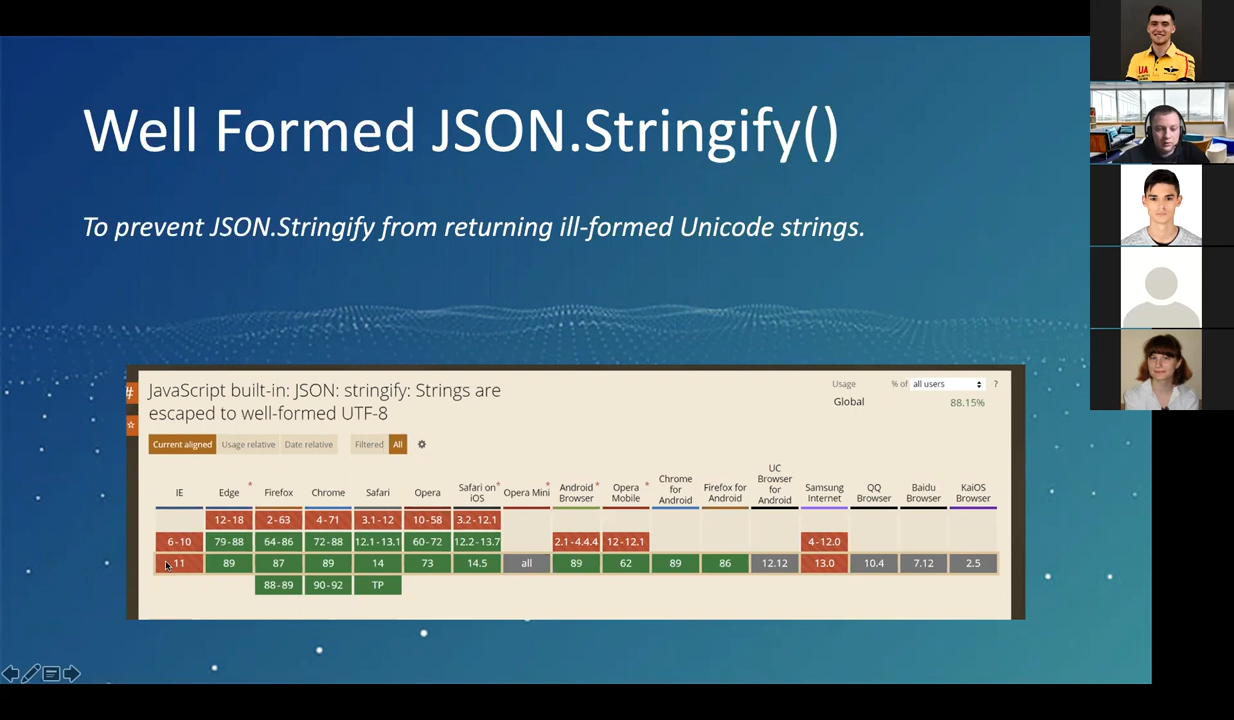 Well Formed JSON.Stringify()
To prevent JSON.Stringify from returning ill-formed Unicode strings.
JavaScript built-in: JSON: stringify: Strings are
escaped to well-formed UTF-8
Usage % of all users ?
Global 88.15%
Current aligned Usage relative Date relative Filtered All
IE Edge * Firefox Chrome Safari Opera Safari on iOS * Opera Mini * Android Browser * Opera Mobile * Chrome for Android Firefox for Android UC Browser for Android Samsung Internet QQ Browser Baidu Browser KaiOS Browser
12-18 2-63 4-71 3.1-12 10-58 3.2-12.1
6-10 79-88 64-86 72-88 12.1-13.1 60-72 12.2-13.7 2.1-4.4.4 12-12.1 4-12.0
11 89 87 89 14 73 14.5 all 89 62 89 86 12.12 13.0 10.4 7.12 2.5
88-89 90-92 TP
#
☆
UA